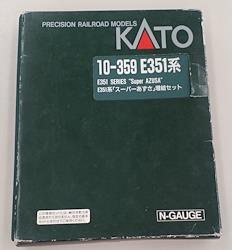 PRECISION RAILROAD MODELS
KATO
10-359 E351系
E351 SERIES "Super AZUSA"
E351系「スーパーあずさ」増結セット
N-GAUGE